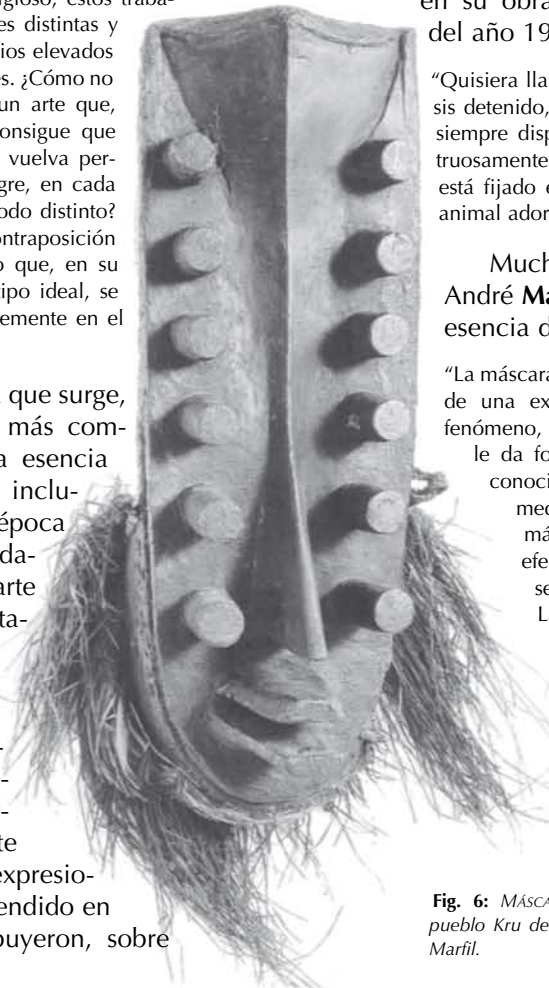 gioso, estos traba-
es distintas y
ios elevados
es. ¿Cómo no
un arte que,
onsigue que
vuelva per-
gre, en cada
odo distinto?
ontraposición
o que, en su
tipo ideal, se
emente en el
que surge,
más com-
a esencia
inclu-
época
da-
arte
ta-
-
-
-
te
expresio-
endido en
buyeron, sobre
en su obra
del año 19
“Quisiera lla
sis detenido,
siempre disp
truosamente
está fijado e
animal ador
Much
André Ma
esencia d
“La máscara
de una ex
fenómeno,
le da fo
conoci
med
má
efe
se
La
Fig. 6: MÁSCA
pueblo Kru de
Marfil.